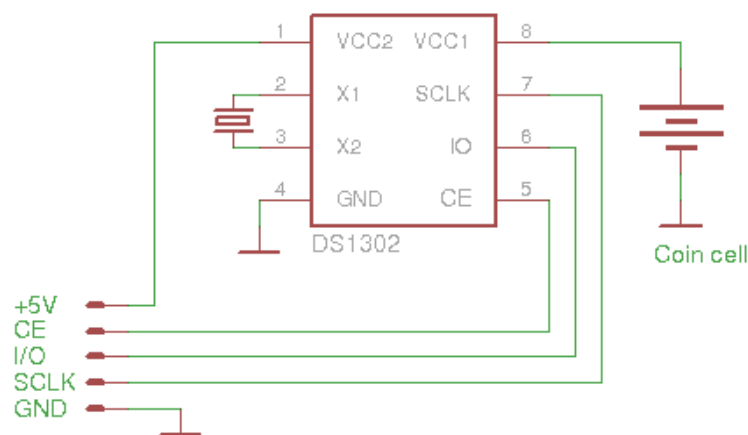 1 VCC2 VCC1 8
2 X1 SCLK 7
3 X2 IO 6
4 GND CE 5
DS1302
Coin cell
+5V
CE
I/O
SCLK
GND